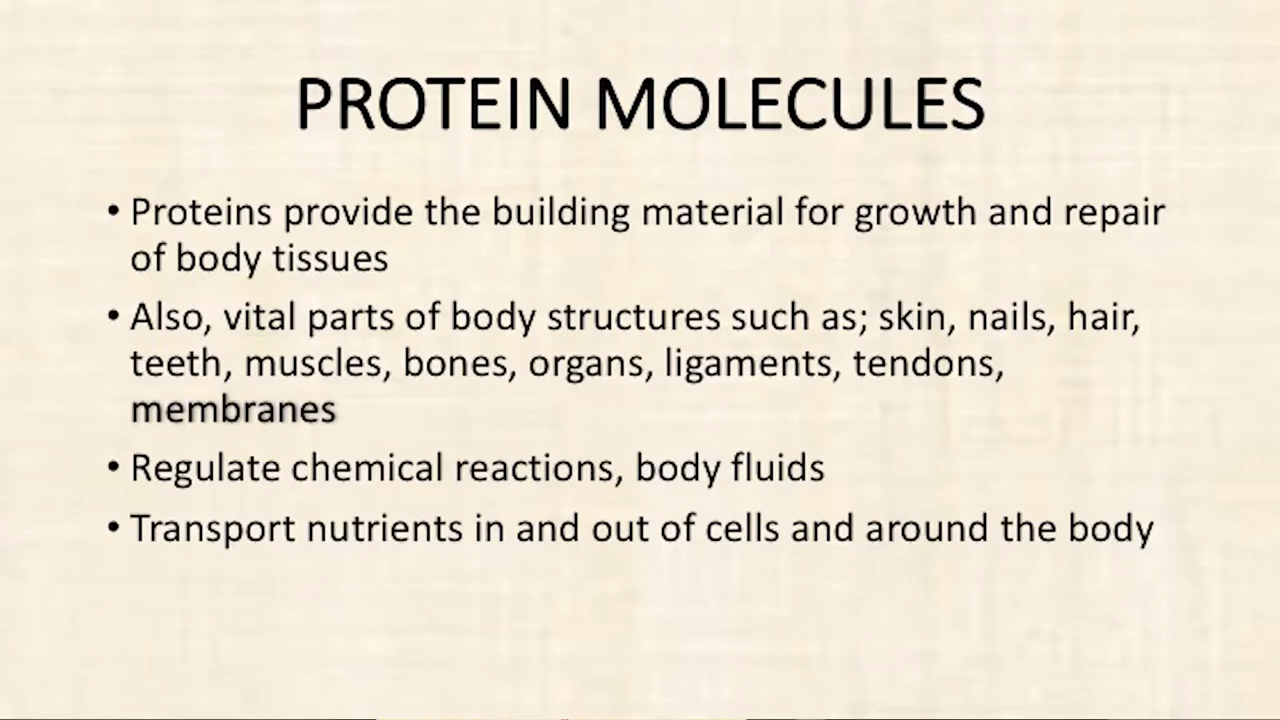 PROTEIN MOLECULES
• Proteins provide the building material for growth and repair
of body tissues
• Also, vital parts of body structures such as; skin, nails, hair,
teeth, muscles, bones, organs, ligaments, tendons,
membranes
• Regulate chemical reactions, body fluids
• Transport nutrients in and out of cells and around the body